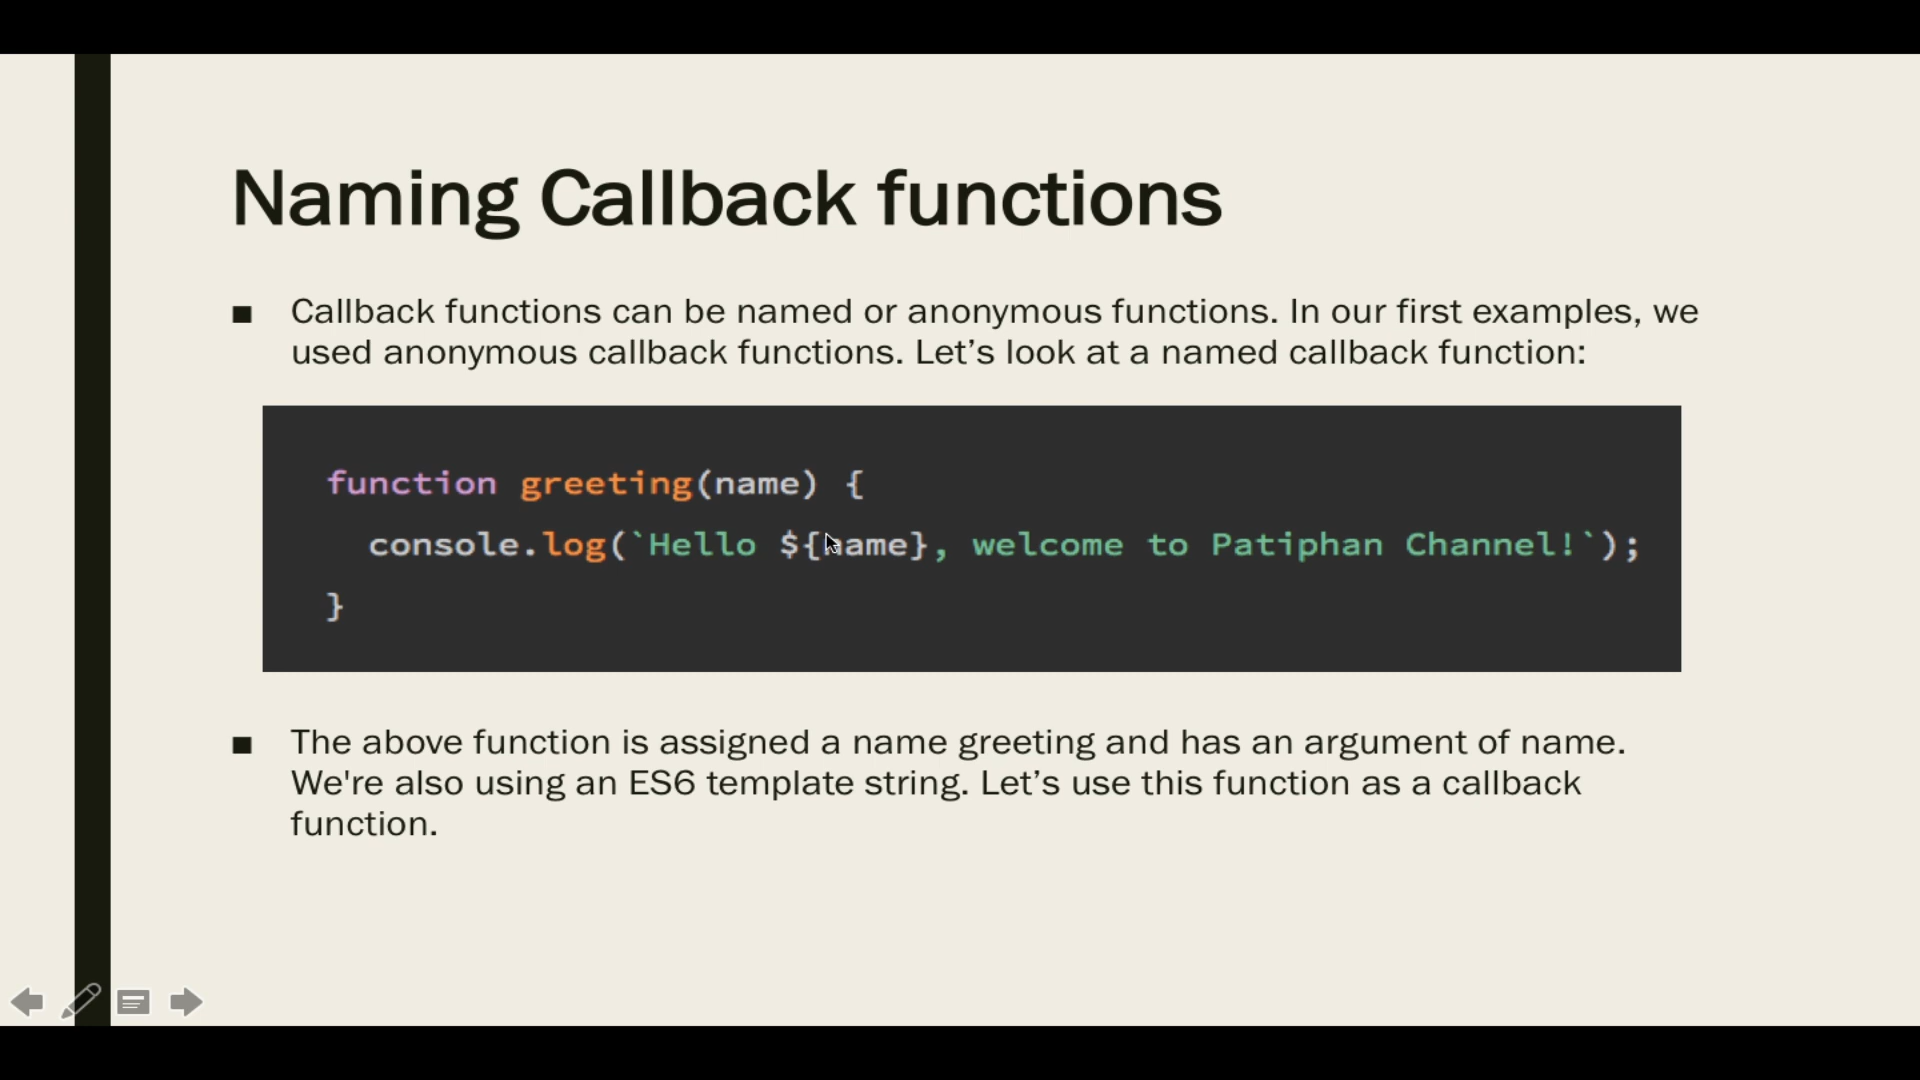 Naming Callback functions
■ Callback functions can be named or anonymous functions. In our first examples, we
used anonymous callback functions. Let’s look at a named callback function:
function greeting(name) {
console.log(`Hello ${name}, welcome to Patiphan Channel!`);
}
■ The above function is assigned a name greeting and has an argument of name.
We're also using an ES6 template string. Let’s use this function as a callback
function.